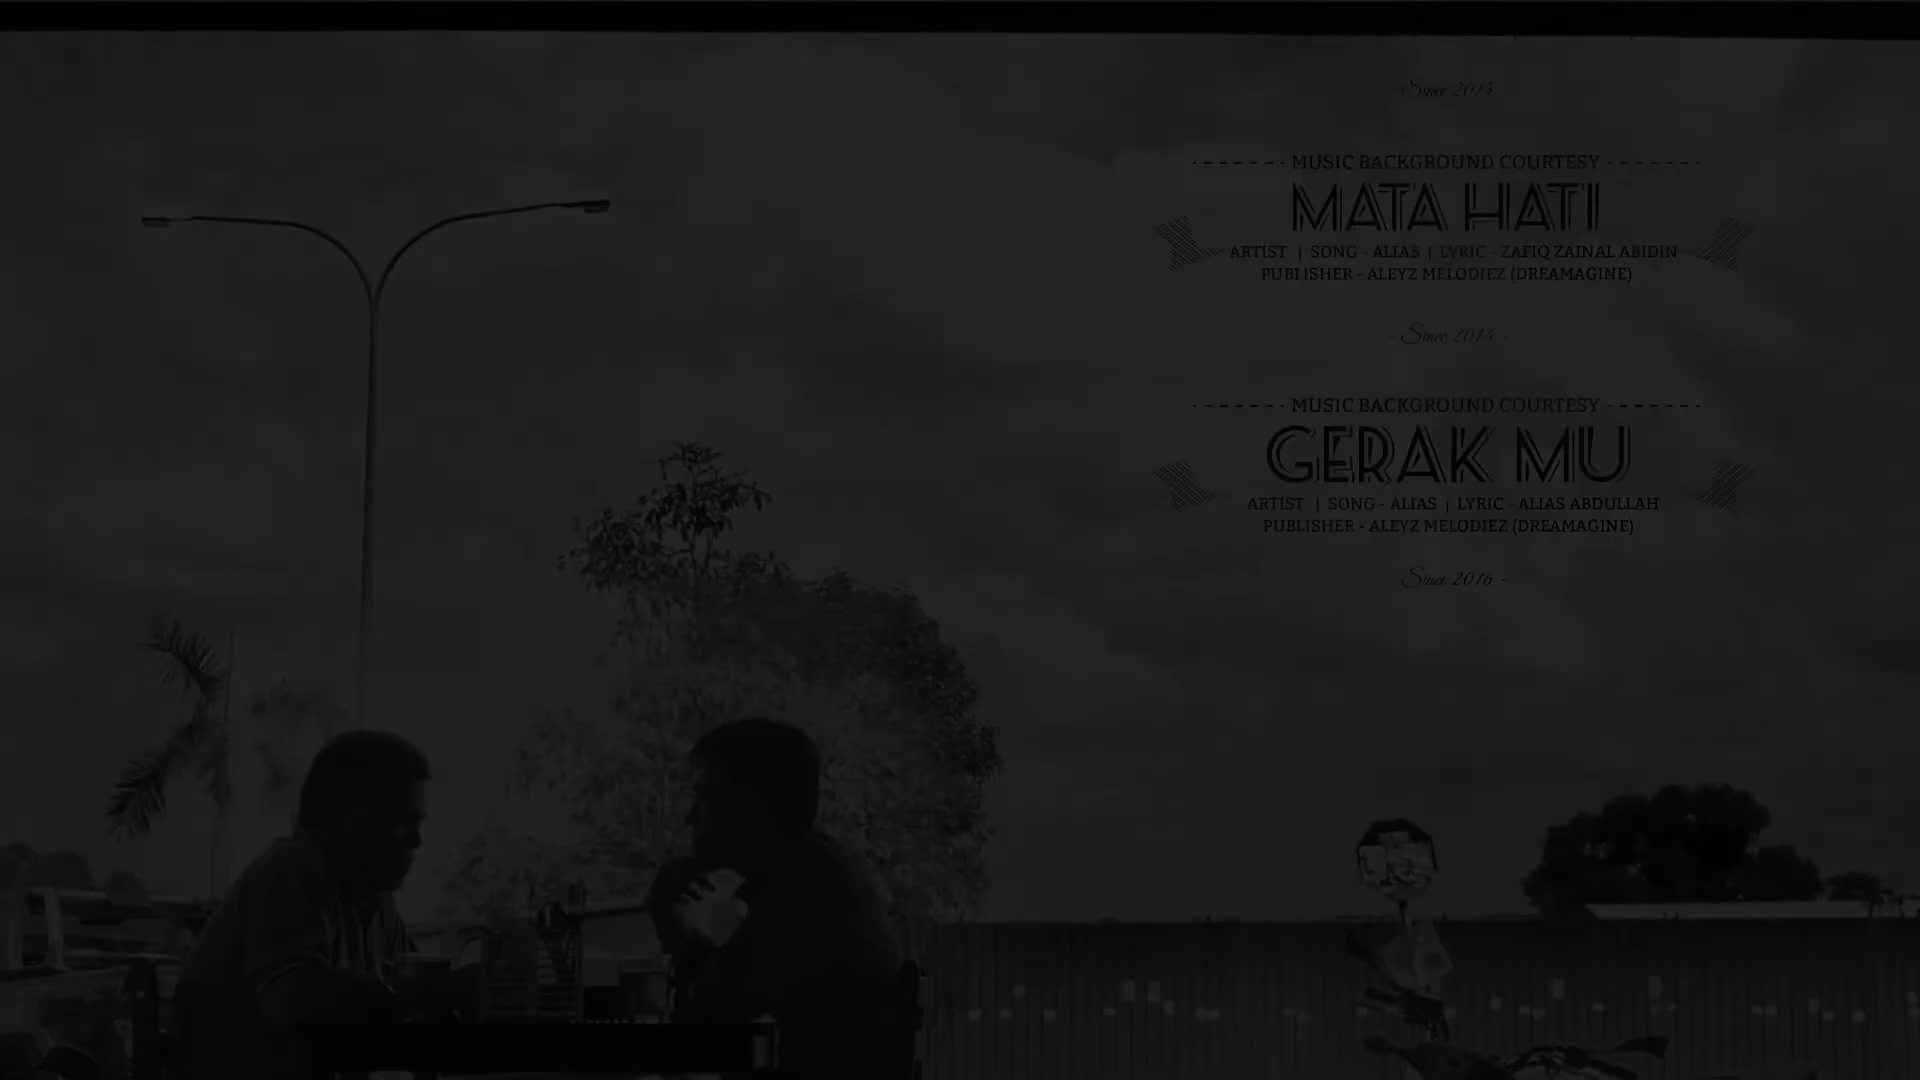 Since 2013
MUSIC BACKGROUND COURTESY
MATA HATI
ARTIST | SONG - ALIAS | LYRIC - ZAFIQ ZAINAL ABIDIN
PUBLISHER - ALEYZ MELODIEZ (DREAMAGINE)
- Since 2014 -
MUSIC BACKGROUND COURTESY
GERAK MU
ARTIST | SONG - ALIAS | LYRIC - ALIAS ABDULLAH
PUBLISHER - ALEYZ MELODIEZ (DREAMAGINE)
Since 2016 -